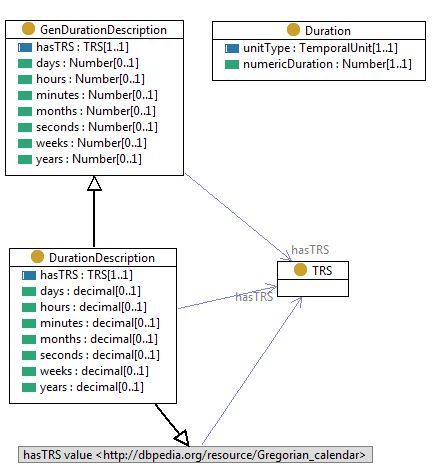 GenDurationDescription
hasTRS : TRS[1..1]
days : Number[0..1]
hours : Number[0..1]
minutes : Number[0..1]
months : Number[0..1]
seconds : Number[0..1]
weeks : Number[0..1]
years : Number[0..1]
Duration
unitType : TemporalUnit[1..1]
numericDuration : Number[1..1]
hasTRS
TRS
hasTRS
DurationDescription
hasTRS : TRS[1..1]
days : decimal[0..1]
hours : decimal[0..1]
minutes : decimal[0..1]
months : decimal[0..1]
seconds : decimal[0..1]
weeks : decimal[0..1]
years : decimal[0..1]
hasTRS value <http://dbpedia.org/resource/Gregorian_calendar>